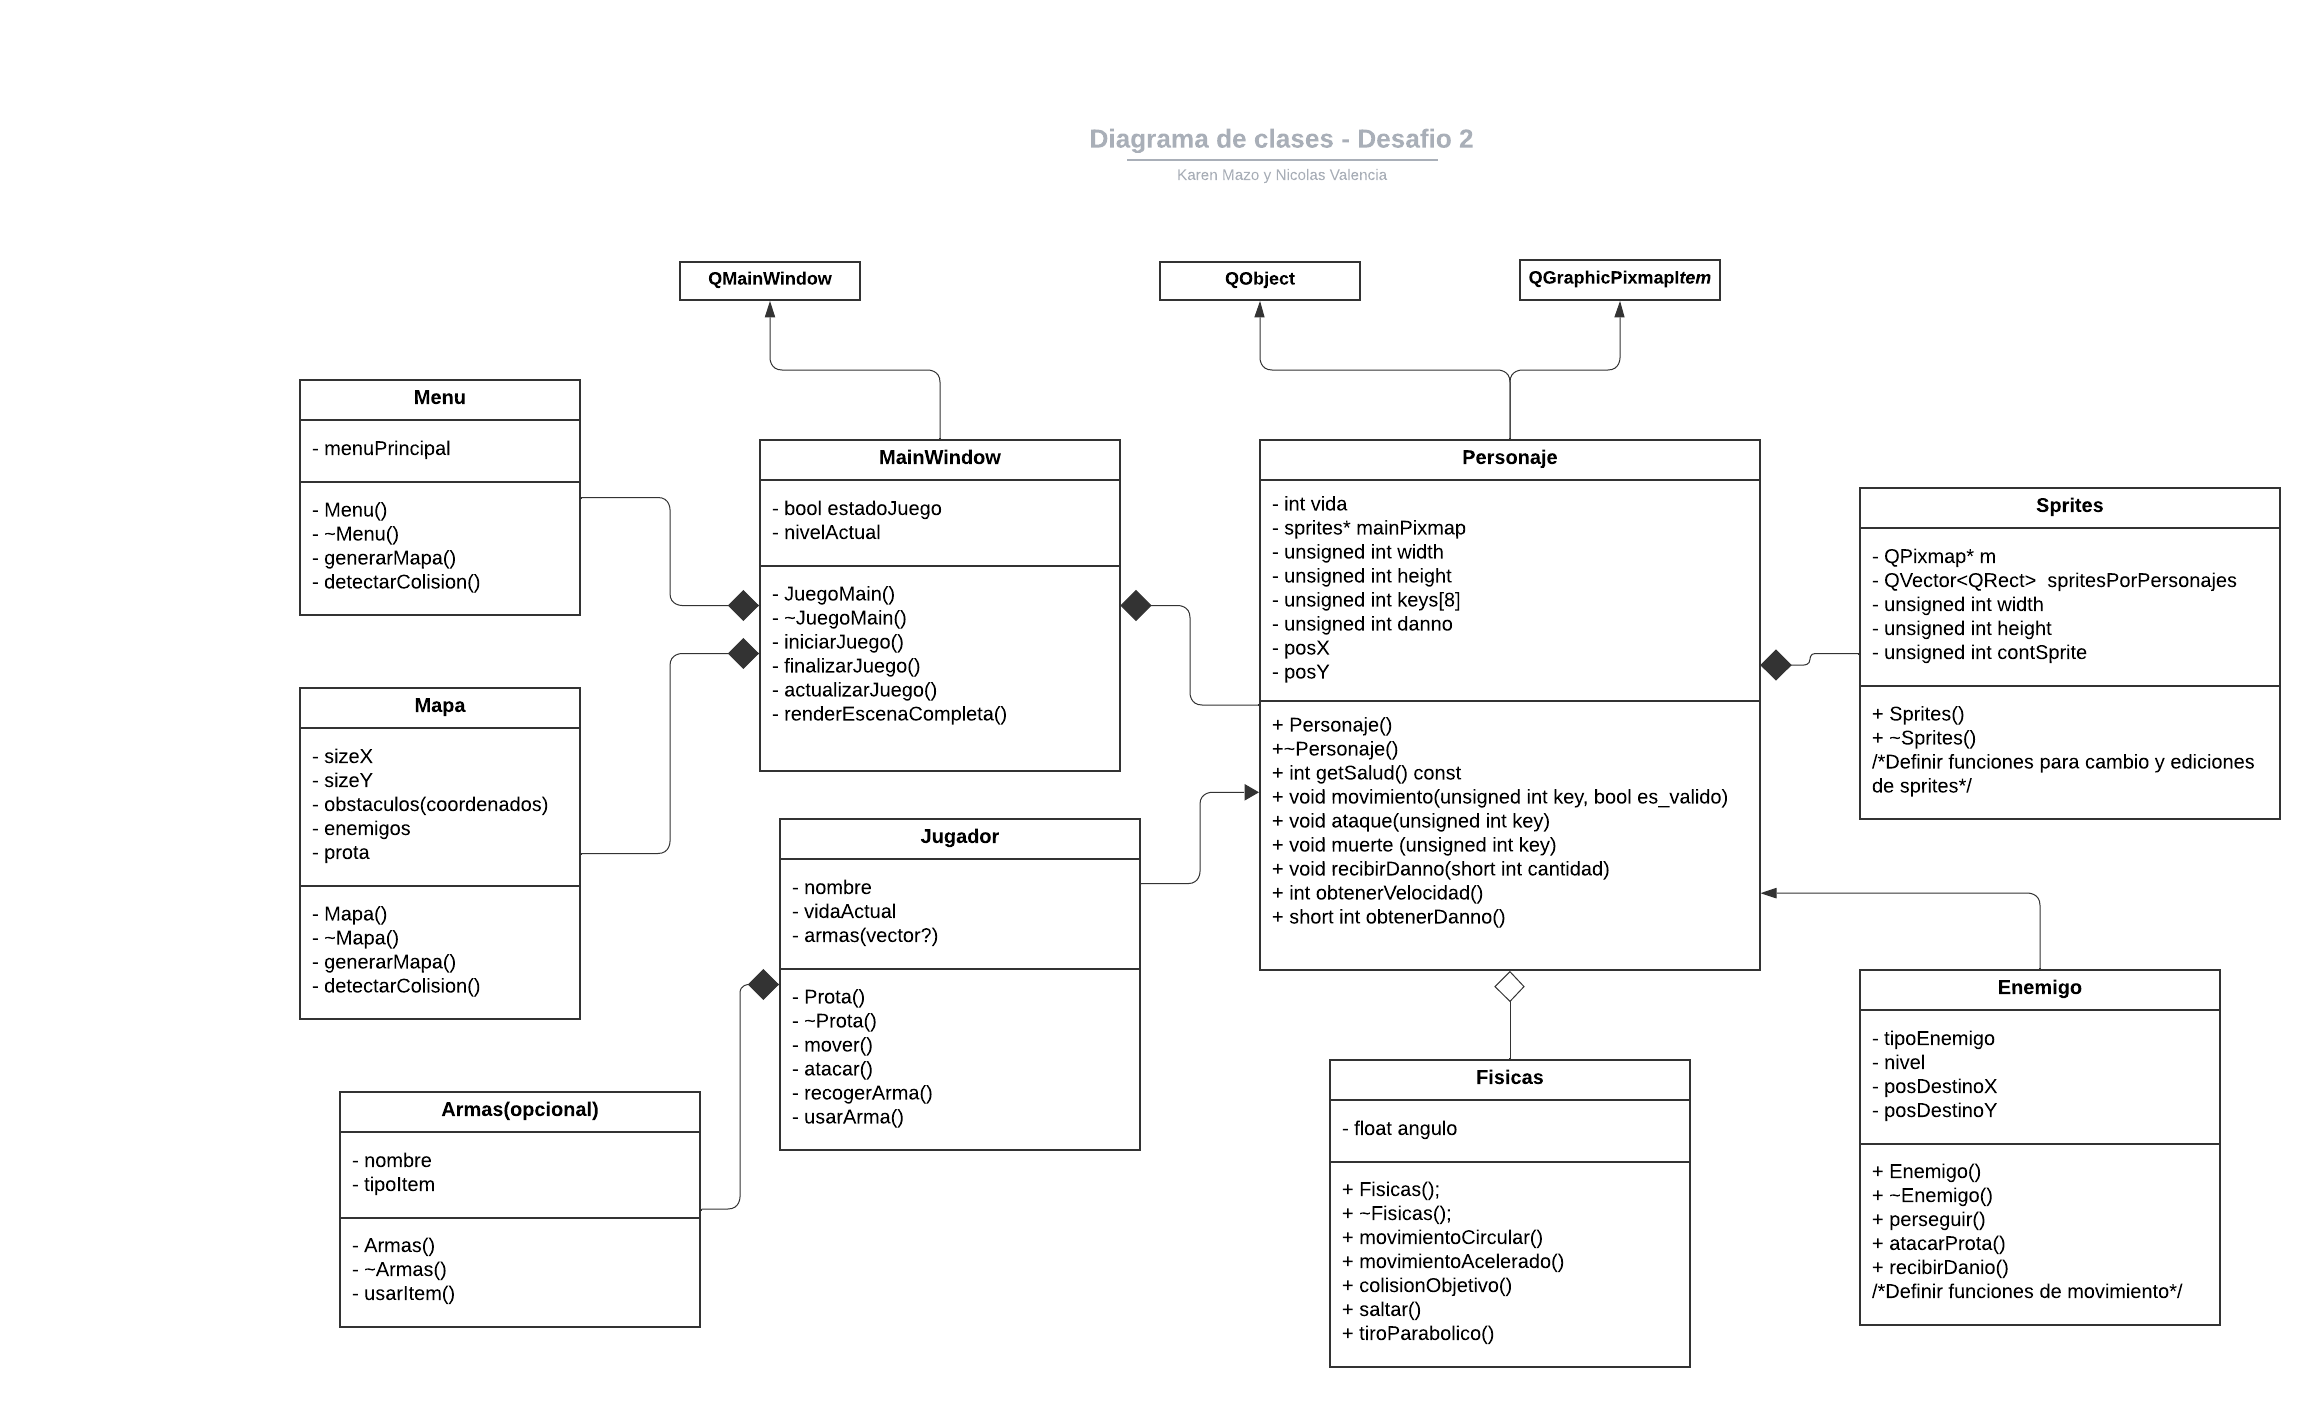 Diagrama de clases - Desafio 2
Karen Mazo y Nicolas Valencia
QMainWindow
QObject
QGraphicPixmapItem
Menu
- menuPrincipal
- Menu()
- ~Menu()
- generarMapa()
- detectarColision()
MainWindow
- bool estadoJuego
- nivelActual
- JuegoMain()
- ~JuegoMain()
- iniciarJuego()
- finalizarJuego()
- actualizarJuego()
- renderEscenaCompleta()
Personaje
- int vida
- sprites* mainPixmap
- unsigned int width
- unsigned int height
- unsigned int keys[8]
- unsigned int danno
- posX
- posY
+ Personaje()
+~Personaje()
+ int getSalud() const
+ void movimiento(unsigned int key, bool es_valido)
+ void ataque(unsigned int key)
+ void muerte (unsigned int key)
+ void recibirDanno(short int cantidad)
+ int obtenerVelocidad()
+ short int obtenerDanno()
Sprites
- QPixmap* m
- QVector<QRect>  spritesPorPersonajes
- unsigned int width
- unsigned int height
- unsigned int contSprite
+ Sprites()
+ ~Sprites()
/*Definir funciones para cambio y ediciones
de sprites*/
Mapa
- sizeX
- sizeY
- obstaculos(coordenados)
- enemigos
- prota
- Mapa()
- ~Mapa()
- generarMapa()
- detectarColision()
Jugador
- nombre
- vidaActual
- armas(vector?)
- Prota()
- ~Prota()
- mover()
- atacar()
- recogerArma()
- usarArma()
Armas(opcional)
- nombre
- tipoItem
- Armas()
- ~Armas()
- usarItem()
Fisicas
- float angulo
+ Fisicas();
+ ~Fisicas();
+ movimientoCircular()
+ movimientoAcelerado()
+ colisionObjetivo()
+ saltar()
+ tiroParabolico()
Enemigo
- tipoEnemigo
- nivel
- posDestinoX
- posDestinoY
+ Enemigo()
+ ~Enemigo()
+ perseguir()
+ atacarProta()
+ recibirDanio()
/*Definir funciones de movimiento*/